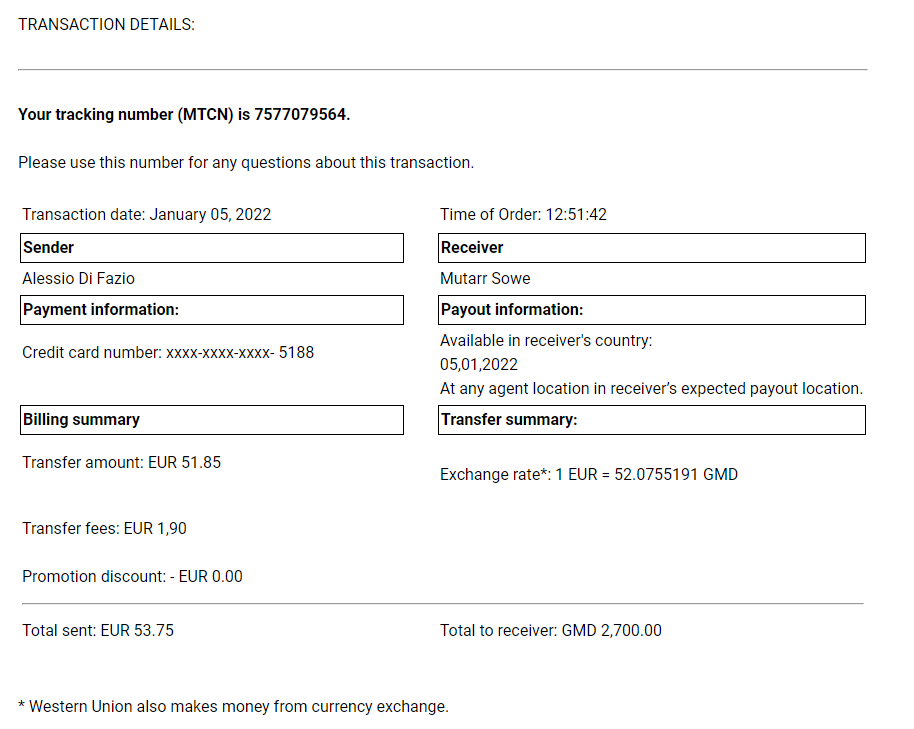 TRANSACTION DETAILS:
Your tracking number (MTCN) is 7577079564.
Please use this number for any questions about this transaction.
Transaction date: January 05, 2022
Time of Order: 12:51:42
Sender
Receiver
Alessio Di Fazio
Mutarr Sowe
Payment information:
Payout information:
Credit card number: xxxx-xxxx-xxxx- 5188
Available in receiver's country:
05,01,2022
At any agent location in receiver’s expected payout location.
Billing summary
Transfer summary:
Transfer amount: EUR 51.85
Exchange rate*: 1 EUR = 52.0755191 GMD
Transfer fees: EUR 1,90
Promotion discount: - EUR 0.00
Total sent: EUR 53.75
Total to receiver: GMD 2,700.00
* Western Union also makes money from currency exchange.